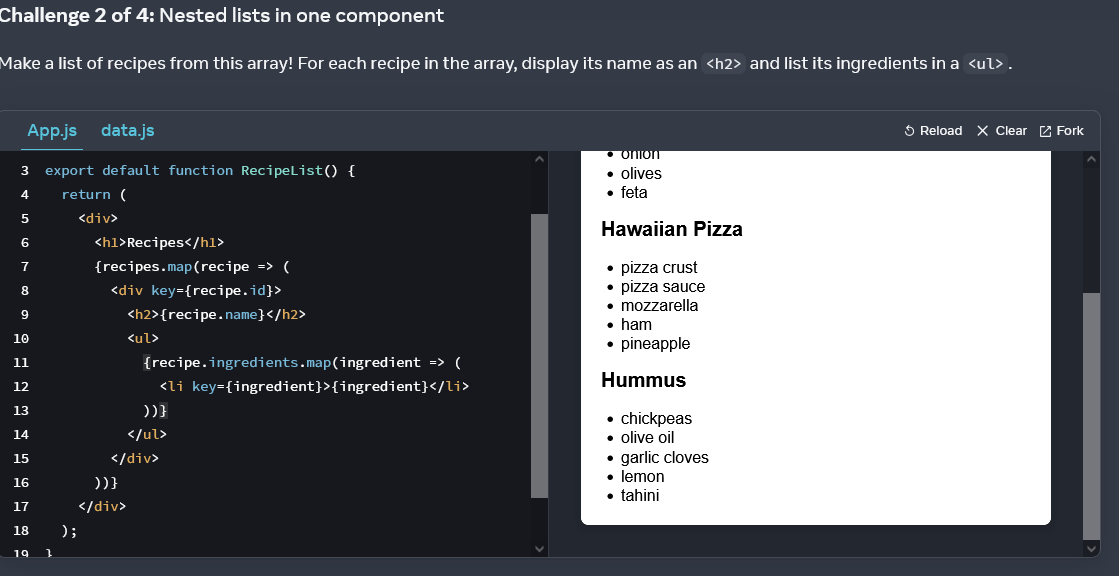 Challenge 2 of 4: Nested lists in one component
Make a list of recipes from this array! For each recipe in the array, display its name as an <h2> and list its ingredients in a <ul>.
App.js data.js Reload Clear Fork
3 export default function RecipeList() {
4   return (
5     <div>
6       <h1>Recipes</h1>
7       {recipes.map(recipe => (
8         <div key={recipe.id}>
9           <h2>{recipe.name}</h2>
10           <ul>
11             {recipe.ingredients.map(ingredient => (
12               <li key={ingredient}>{ingredient}</li>
13             ))}
14           </ul>
15         </div>
16       ))}
17     </div>
18   );
19 }
onion
olives
feta
Hawaiian Pizza
pizza crust
pizza sauce
mozzarella
ham
pineapple
Hummus
chickpeas
olive oil
garlic cloves
lemon
tahini